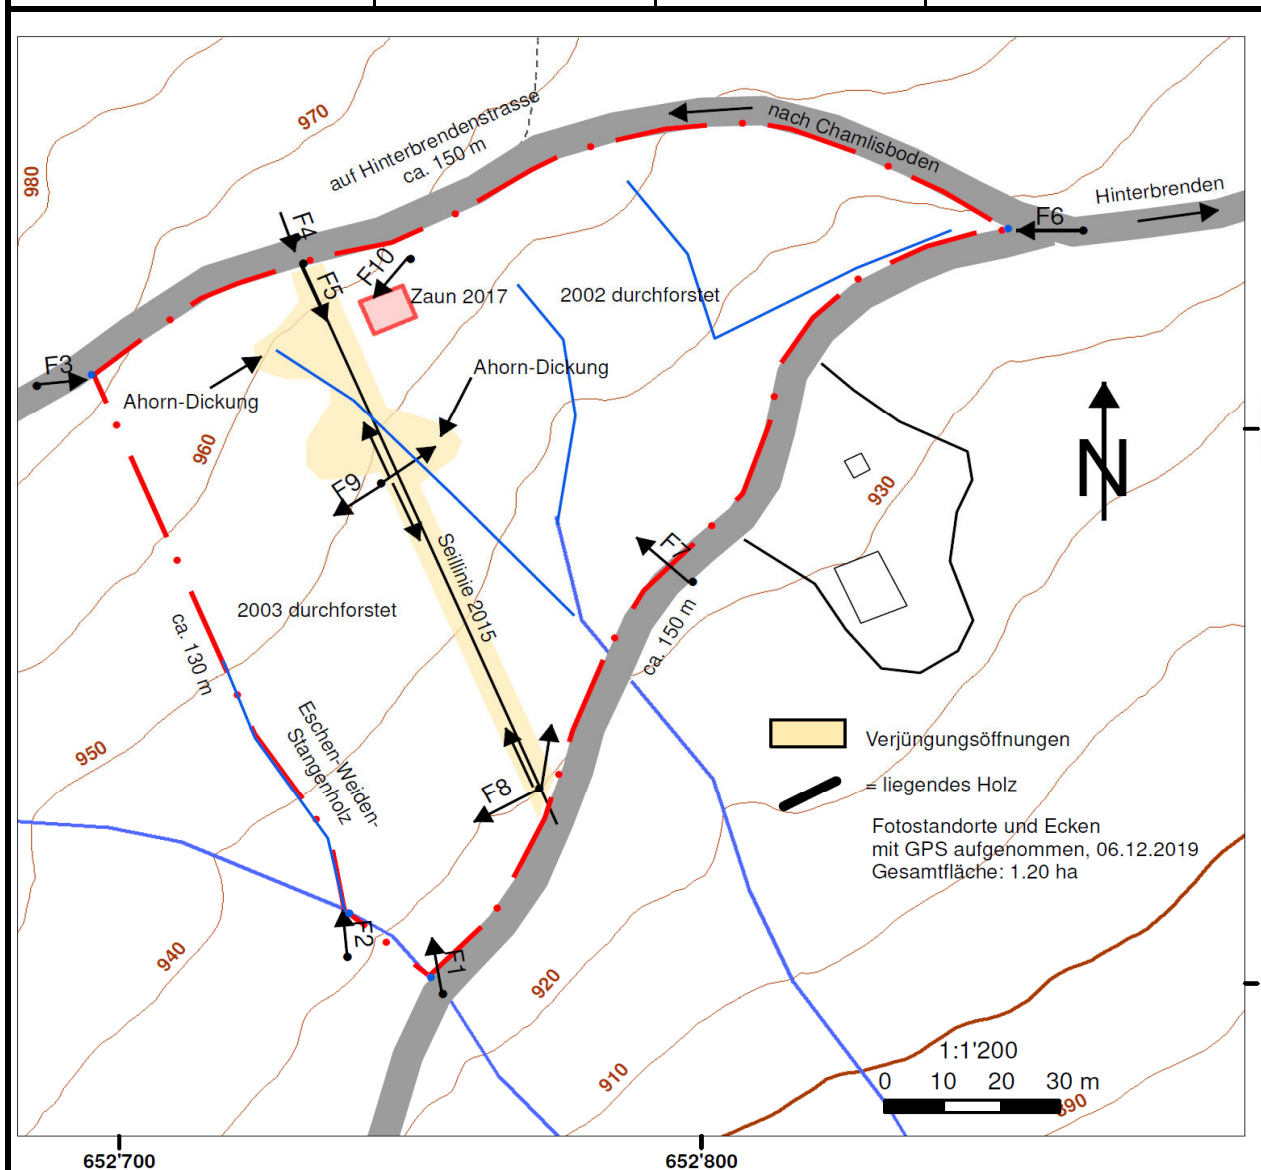 970
auf Hinterbrendenstrasse
ca. 150 m
nach Chamlisboden
980
Hinterbrenden
F4
F6
F10
F5
Zaun 2017
2002 durchforstet
F3
Ahorn-Dickung
Ahorn-Dickung
960
N
F9
930
Seillinie 2015
F7
2003 durchforstet
ca. 130 m
ca. 150 m
Eschen-Weiden-
Stangenholz
950
Verjüngungsöffnungen
F8
= liegendes Holz
Fotostandorte und Ecken
mit GPS aufgenommen, 06.12.2019
Gesamtfläche: 1.20 ha
F2
940
F1
920
1:1'200
910
0 10 20 30 m
890
652'700 652'800